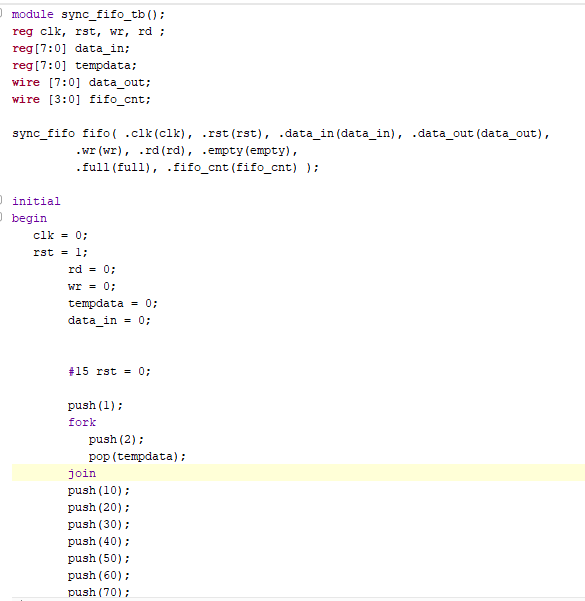 module sync_fifo_tb();
reg clk, rst, wr, rd ;
reg[7:0] data_in;
reg[7:0] tempdata;
wire [7:0] data_out;
wire [3:0] fifo_cnt;
sync_fifo fifo( .clk(clk), .rst(rst), .data_in(data_in), .data_out(data_out),
.wr(wr), .rd(rd), .empty(empty),
.full(full), .fifo_cnt(fifo_cnt) );
initial
begin
clk = 0;
rst = 1;
rd = 0;
wr = 0;
tempdata = 0;
data_in = 0;
#15 rst = 0;
push(1);
fork
push(2);
pop(tempdata);
join
push(10);
push(20);
push(30);
push(40);
push(50);
push(60);
push(70);